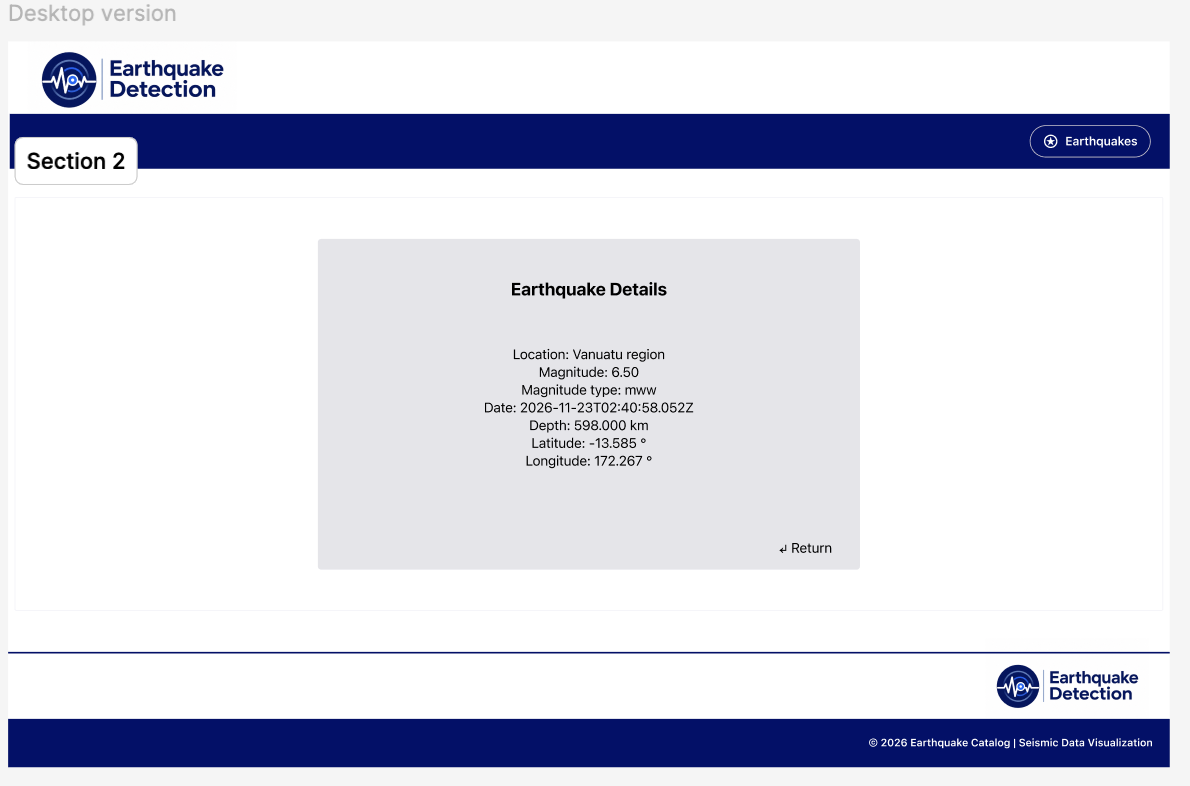 Desktop version
Earthquake
Detection
Earthquakes
Section 2
Earthquake Details
Location: Vanuatu region
Magnitude: 6.50
Magnitude type: mww
Date: 2026-11-23T02:40:58.052Z
Depth: 598.000 km
Latitude: -13.585 °
Longitude: 172.267 °
↲ Return
Earthquake
Detection
© 2026 Earthquake Catalog | Seismic Data Visualization